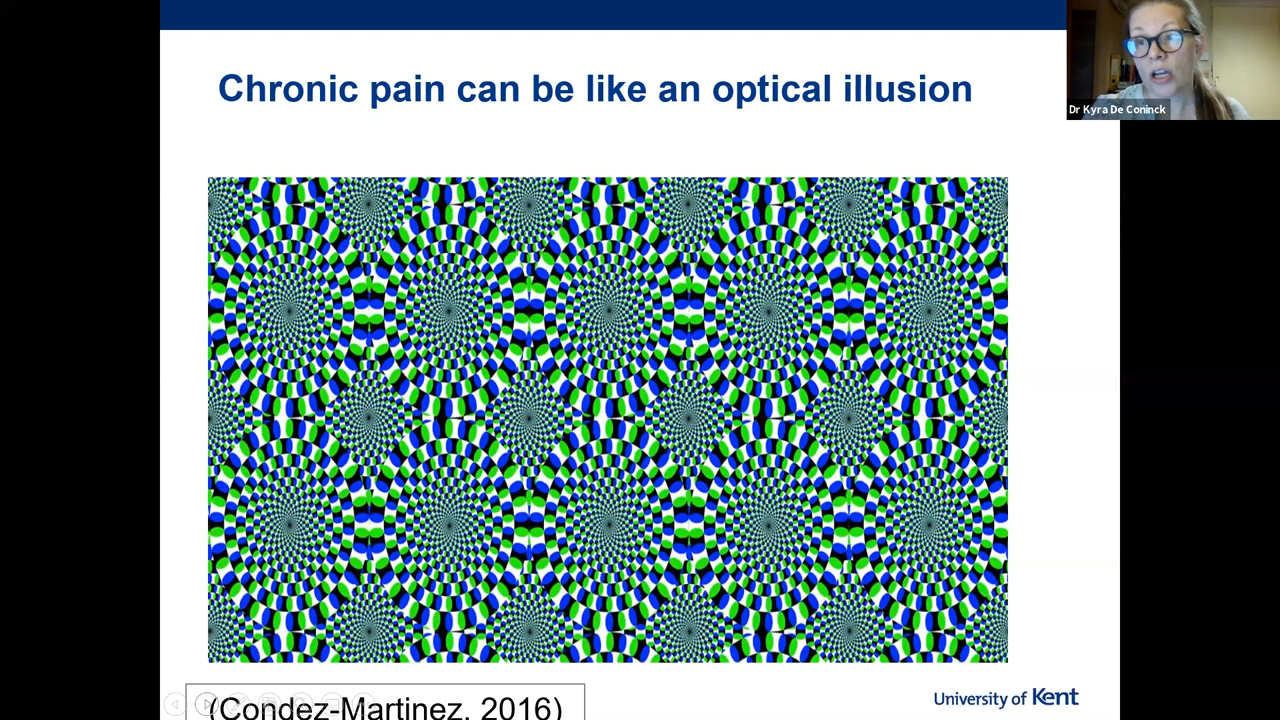 Chronic pain can be like an optical illusion
Dr Kyra De Coninck
(Condez-Martinez, 2016)
University of Kent